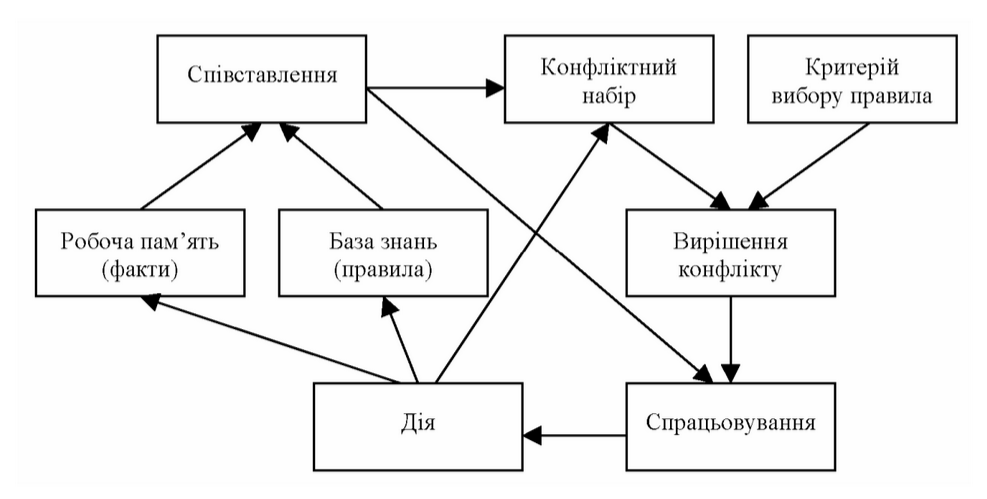 Співставлення
Конфліктний
набір
Критерій
вибору правила
Робоча пам’ять
(факти)
База знань
(правила)
Вирішення
конфлікту
Дія
Спрацьовування